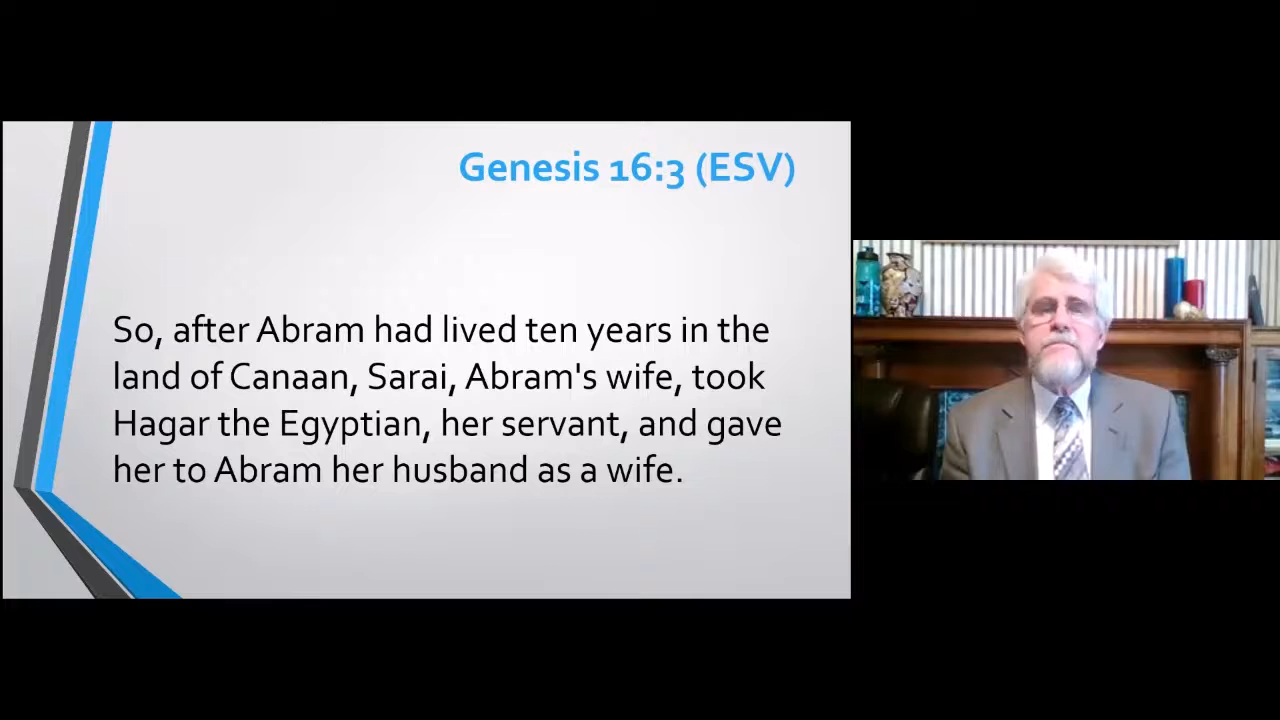 Genesis 16:3 (ESV)
So, after Abram had lived ten years in the
land of Canaan, Sarai, Abram's wife, took
Hagar the Egyptian, her servant, and gave
her to Abram her husband as a wife.